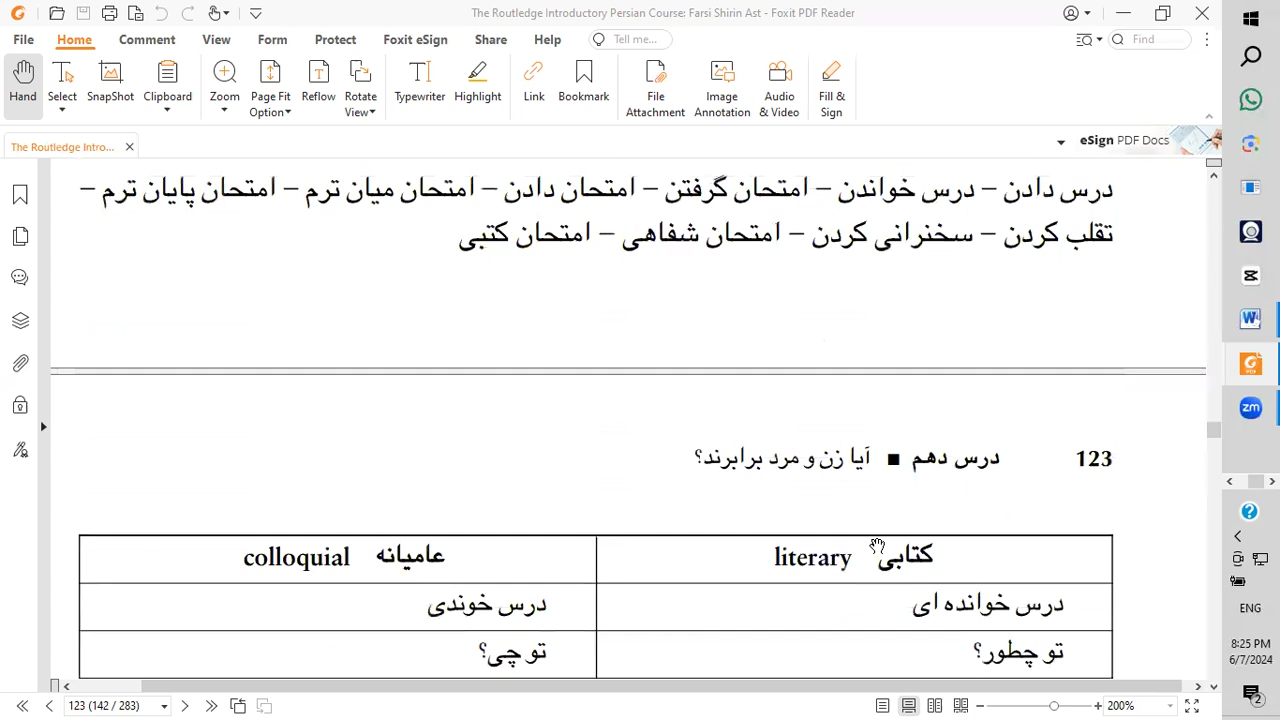 The Routledge Introductory Persian Course: Farsi Shirin Ast - Foxit PDF Reader
File Home Comment View Form Protect Foxit eSign Share Help Tell me... Find
Hand Select SnapShot Clipboard Zoom Page Fit Option Reflow Rotate View Typewriter Highlight Link Bookmark File Attachment Image Annotation Audio & Video Fill & Sign
The Routledge Intro... eSign PDF Docs
درس دادن – درس خواندن – امتحان گرفتن – امتحان دادن – امتحان میان ترم – امتحان پایان ترم –
تقلب کردن – سخنرانی کردن – امتحان شفاهی – امتحان کتبی
123 درس دهم ■ آیا زن و مرد برابرند؟
کتابی literary عامیانه colloquial
درس خوانده ای درس خوندی
تو چطور؟ تو چی؟
123 (142 / 283) 200%
ENG
8:25 PM
6/7/2024
2